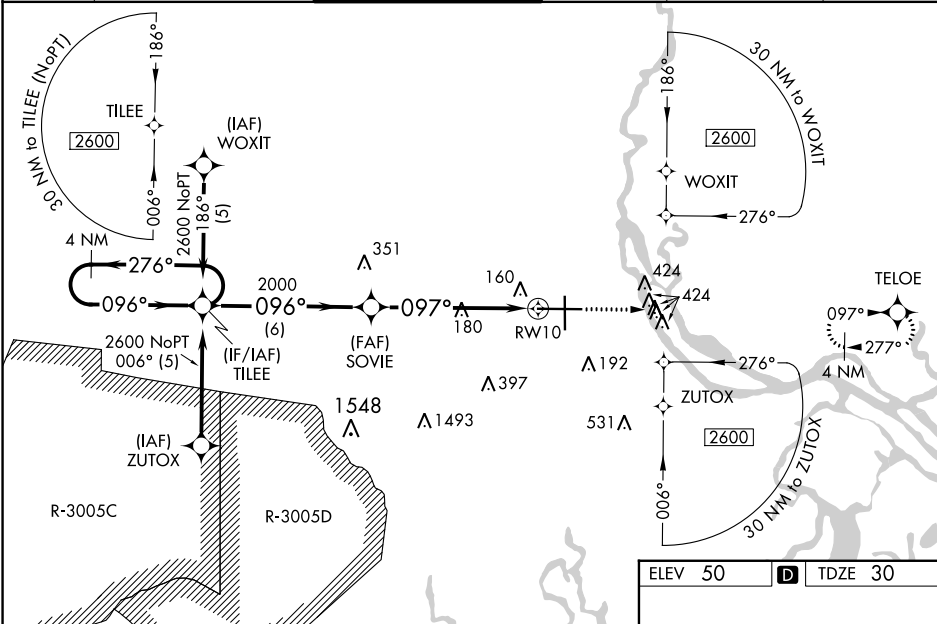 30 NM to TILEE (NoPT)
186°
TILEE
2600
006°
(IAF)
WOXIT
2600 NoPT
186°
(5)
4 NM
276°
096°
2000
096°
(6)
351
(FAF)
SOVIE
097°
180
160
RW10
2600 NoPT
006° (5)
(IF/IAF)
TILEE
(IAF)
ZUTOX
R-3005C
R-3005D
1548
1493
397
192
531
424
424
186°
30 NM to WOXIT
2600
WOXIT
276°
TELOE
097°
277°
4 NM
276°
ZUTOX
2600
006°
30 NM to ZUTOX
ELEV 50 D TDZE 30